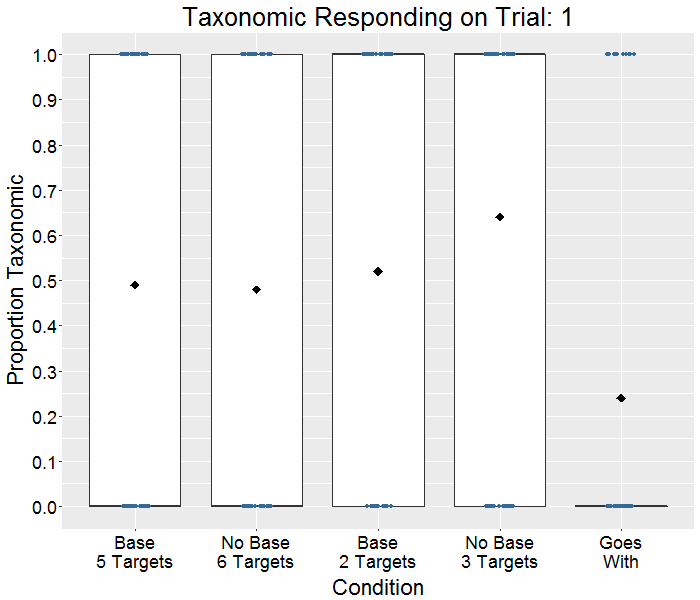 Taxonomic Responding on Trial: 1
Proportion Taxonomic
1.0
0.9
0.8
0.7
0.6
0.5
0.4
0.3
0.2
0.1
0.0
Base
5 Targets
No Base
6 Targets
Base
2 Targets
No Base
3 Targets
Goes
With
Condition